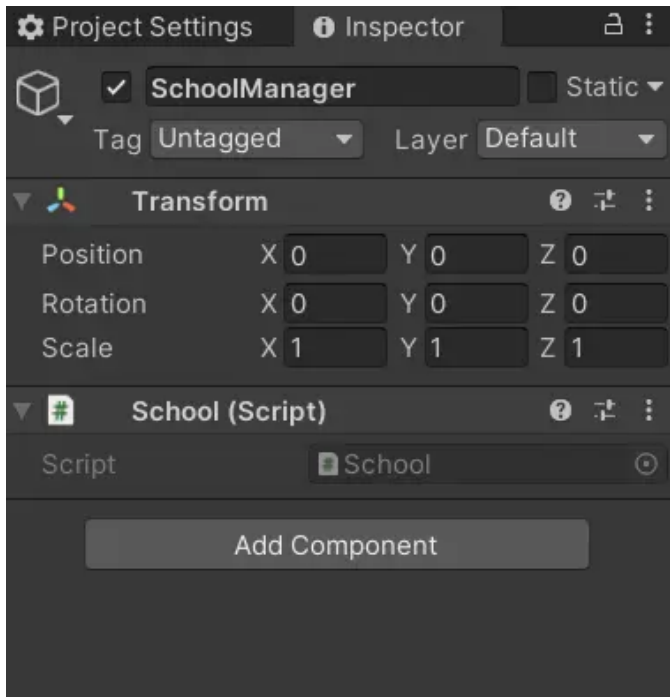 Project Settings Inspector
SchoolManager Static
Tag Untagged Layer Default
Transform
Position X 0 Y 0 Z 0
Rotation X 0 Y 0 Z 0
Scale X 1 Y 1 Z 1
# School (Script)
Script # School
Add Component